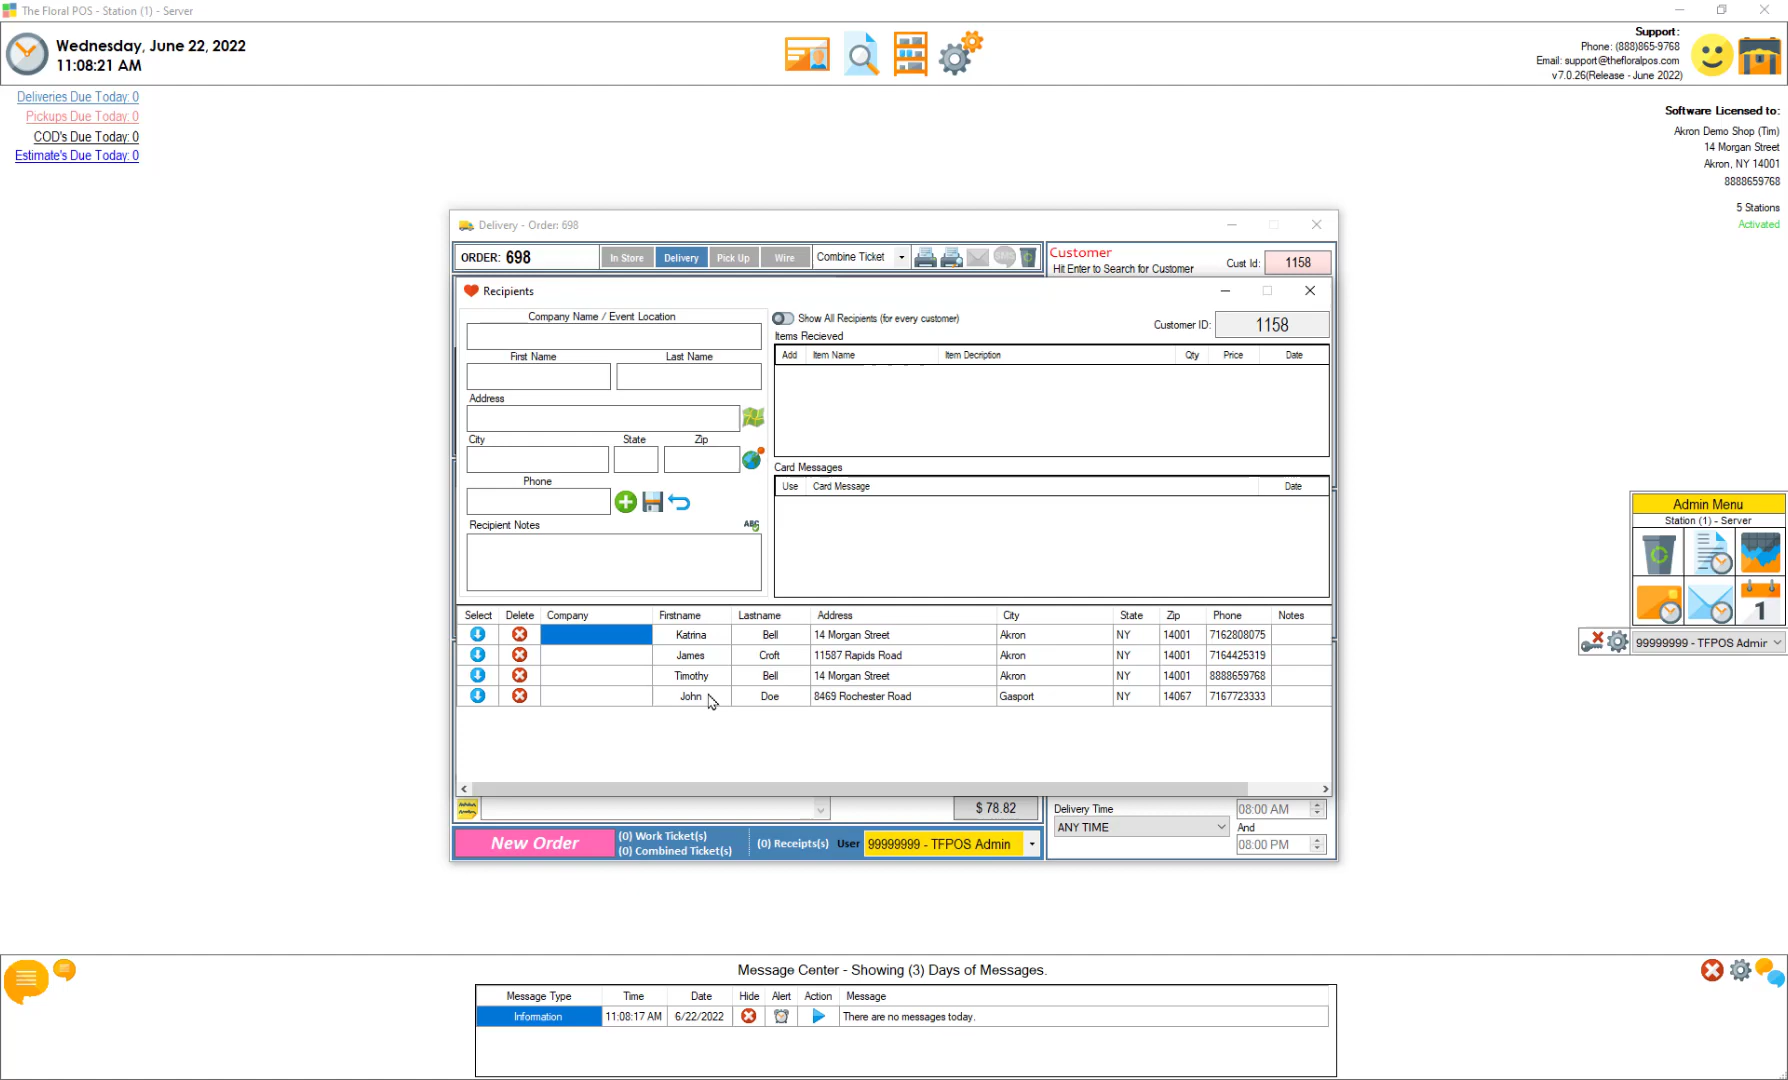 The Floral POS - Station (1) - Server
Wednesday, June 22, 2022
11:08:21 AM
Support:
Phone: (888)865-9768
Email: support@thefloralpos.com
v7.0.26(Release - June 2022)
Deliveries Due Today: 0
Pickups Due Today: 0
COD's Due Today: 0
Estimate's Due Today: 0
Software Licensed to:
Akron Demo Shop (Tim)
14 Morgan Street
Akron, NY 14001
8888659768
5 Stations
Activated
Delivery - Order: 698
ORDER: 698
In Store
Delivery
Pick Up
Wire
Combine Ticket
SMS
Customer
Hit Enter to Search for Customer
Cust Id:
1158
Recipients
Company Name / Event Location
First Name
Last Name
Address
City
State
Zip
Phone
Recipient Notes
ABC
Show All Recipients (for every customer)
Customer ID:
1158
Items Recieved
Add
Item Name
Item Decription
Qty
Price
Date
Card Messages
Use
Card Message
Date
Select Delete Company Firstname Lastname Address City State Zip Phone Notes
Katrina Bell 14 Morgan Street Akron NY 14001 7162808075
James Croft 11587 Rapids Road Akron NY 14001 7164425319
Timothy Bell 14 Morgan Street Akron NY 14001 8888659768
John Doe 8469 Rochester Road Gasport NY 14067 7167723333
$ 78.82
Delivery Time
ANY TIME
08:00 AM
And
08:00 PM
New Order
(0) Work Ticket(s)
(0) Combined Ticket(s)
(0) Receipts(s)
User
99999999 - TFPOS Admin
Admin Menu
Station (1) - Server
1
99999999 - TFPOS Admin
Message Center - Showing (3) Days of Messages.
Message Type Time Date Hide Alert Action Message
Information 11:08:17 AM 6/22/2022 There are no messages today.